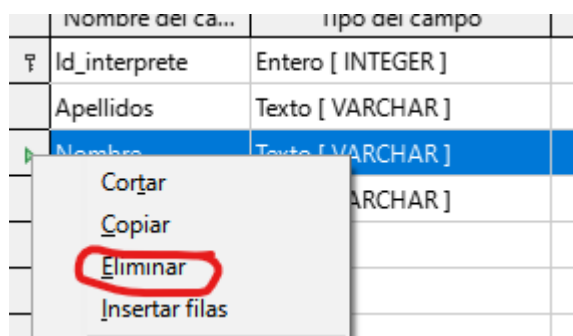 Nombre del ca... Tipo del campo
Id_interprete Entero [ INTEGER ]
Apellidos Texto [ VARCHAR ]
Nombre Texto [ VARCHAR ]
Cortar ARCHAR ]
Copiar
Eliminar
Insertar filas